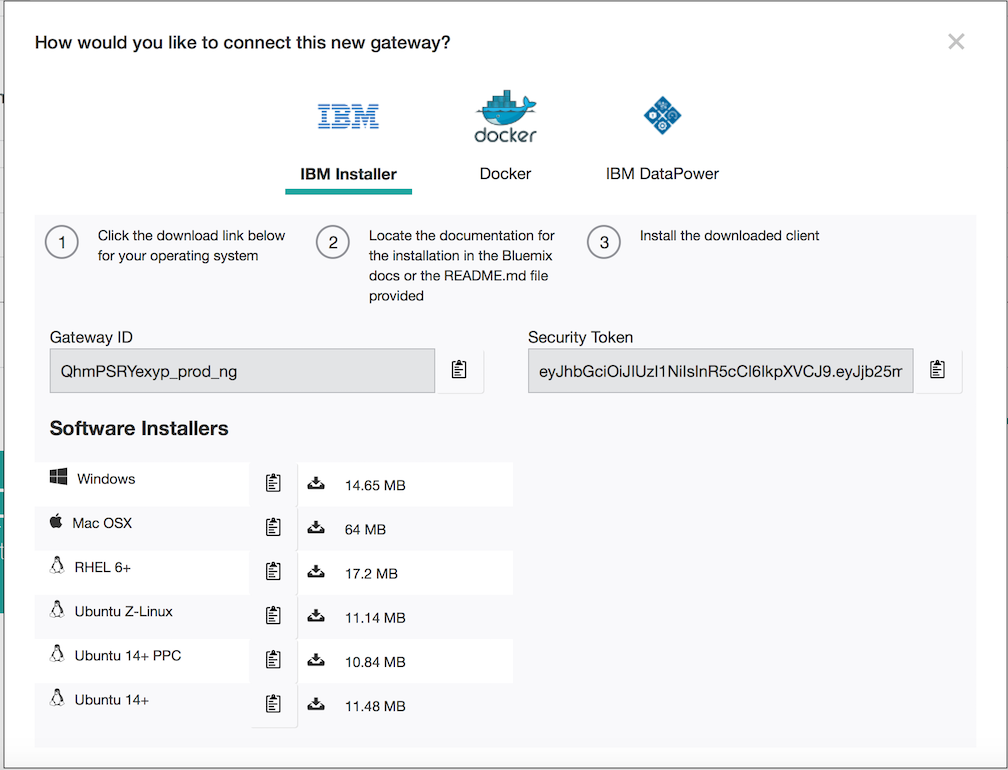 How would you like to connect this new gateway?
IBM
docker
IBM Installer
Docker
IBM DataPower
1
Click the download link below
for your operating system
2
Locate the documentation for
the installation in the Bluemix
docs or the README.md file
provided
3
Install the downloaded client
Gateway ID
QhmPSRYexyp_prod_ng
Security Token
eyJhbGciOiJIUzI1NiIsInR5cCI6IkpXVCJ9.eyJjb25m
Software Installers
Windows
14.65 MB
Mac OSX
64 MB
RHEL 6+
17.2 MB
Ubuntu Z-Linux
11.14 MB
Ubuntu 14+ PPC
10.84 MB
Ubuntu 14+
11.48 MB